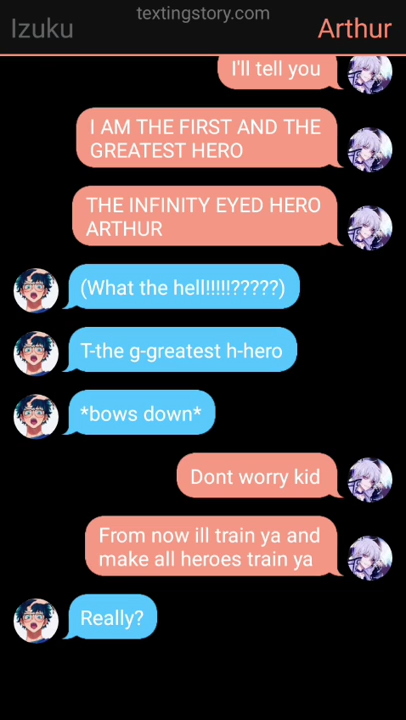 textingstory.com
Izuku
Arthur
I'll tell you
I AM THE FIRST AND THE
GREATEST HERO
THE INFINITY EYED HERO
ARTHUR
(What the hell!!!!!?????)
T-the g-greatest h-hero
*bows down*
Dont worry kid
From now ill train ya and
make all heroes train ya
Really?